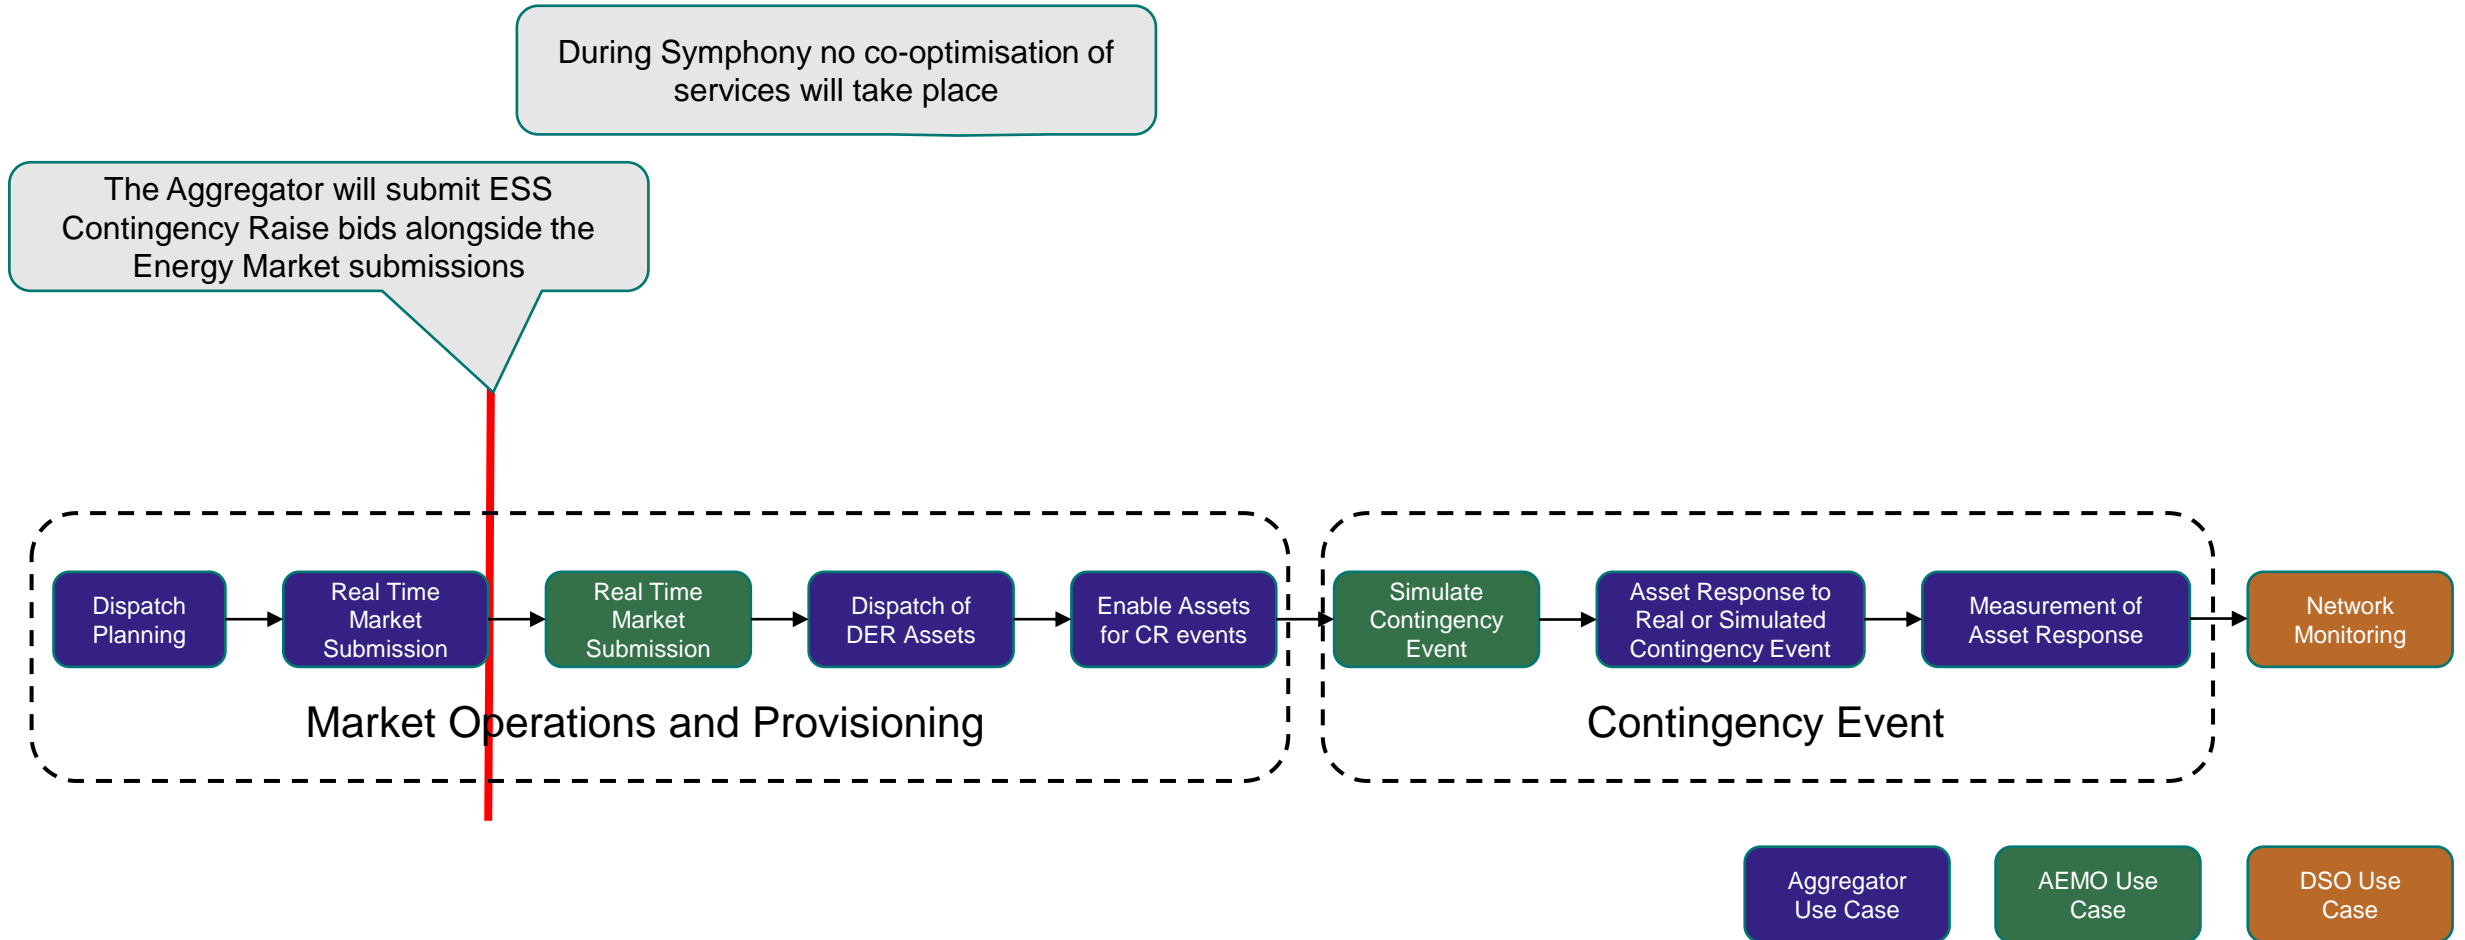 During Symphony no co-optimisation of
services will take place
The Aggregator will submit ESS
Contingency Raise bids alongside the
Energy Market submissions
Dispatch
Planning
Real Time
Market
Submission
Real Time
Market
Submission
Dispatch of
DER Assets
Enable Assets
for CR events
Simulate
Contingency
Event
Asset Response to
Real or Simulated
Contingency Event
Measurement of
Asset Response
Network
Monitoring
Market Operations and Provisioning
Contingency Event
Aggregator
Use Case
AEMO Use
Case
DSO Use
Case